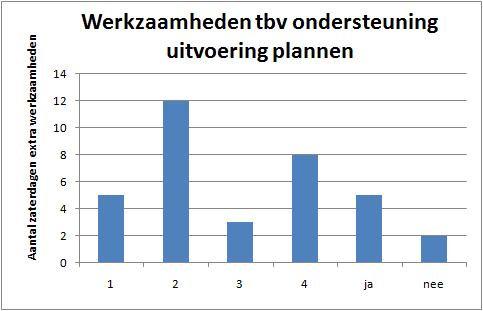 Werkzaamheden tbv ondersteuning
uitvoering plannen
Aantal zaterdagen extra werkzaamheden
14
12
10
8
6
4
2
0
1 2 3 4 ja nee